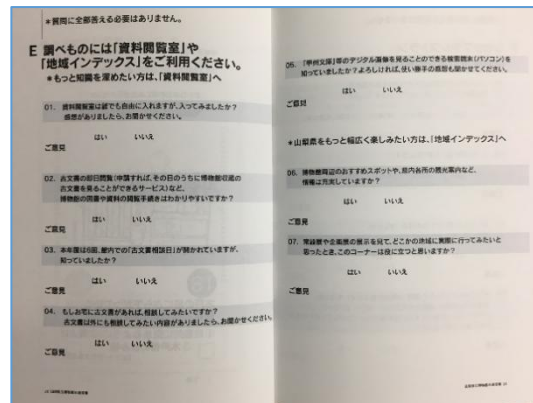 ＊質問に全部答える必要はありません。
E 調べものには「資料閲覧室」や
「地域インデックス」をご利用ください。
＊もっと知識を深めたい方は、「資料閲覧室」へ
01. 資料閲覧室は誰でも自由に入れますが、入ってみましたか？
感想がありましたら、お聞かせください。
はい いいえ
ご意見
02. 古文書の即日閲覧（申請すれば、その日のうちに博物館収蔵の
古文書を見ることができるサービス）など、
博物館の図書や資料の閲覧手続きはわかりやすいですか？
はい いいえ
ご意見
03. 本年度は6回、館内での「古文書相談日」が開かれていますが、
知っていましたか？
はい いいえ
ご意見
04. もしお宅に古文書があれば、相談してみたいですか？
古文書以外にも相談してみたい内容がありましたら、お聞かせください。
はい いいえ
ご意見
05. 「甲州文庫」等のデジタル画像を見ることのできる検索端末（パソコン）を
知っていましたか？よろしければ、使い勝手の感想も聞かせてください。
はい いいえ
ご意見
＊山梨県をもっと幅広く楽しみたい方は、「地域インデックス」へ
06. 博物館周辺のおすすめスポットや、県内各所の観光案内など、
情報は充実していますか？
はい いいえ
ご意見
07. 常設展や企画展の展示を見て、どこかの地域に実際に行ってみたいと
思ったとき、このコーナーは役に立つと思いますか？
はい いいえ
ご意見